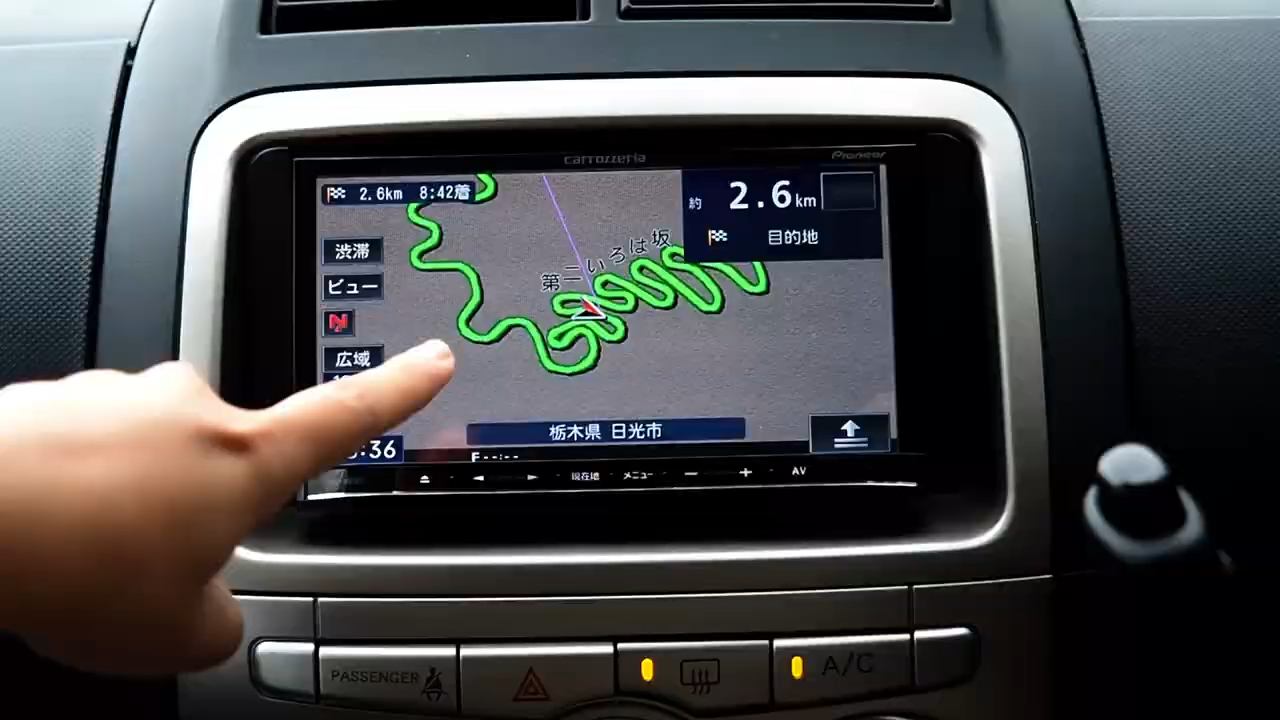 carrozzeria
Pioneer
2.6km 8:42着
約 2.6km
目的地
渋滞
ビュー
N
広域
第二いろは坂
栃木県 日光市
:36
現在地
メニュー
AV
PASSENGER
A/C